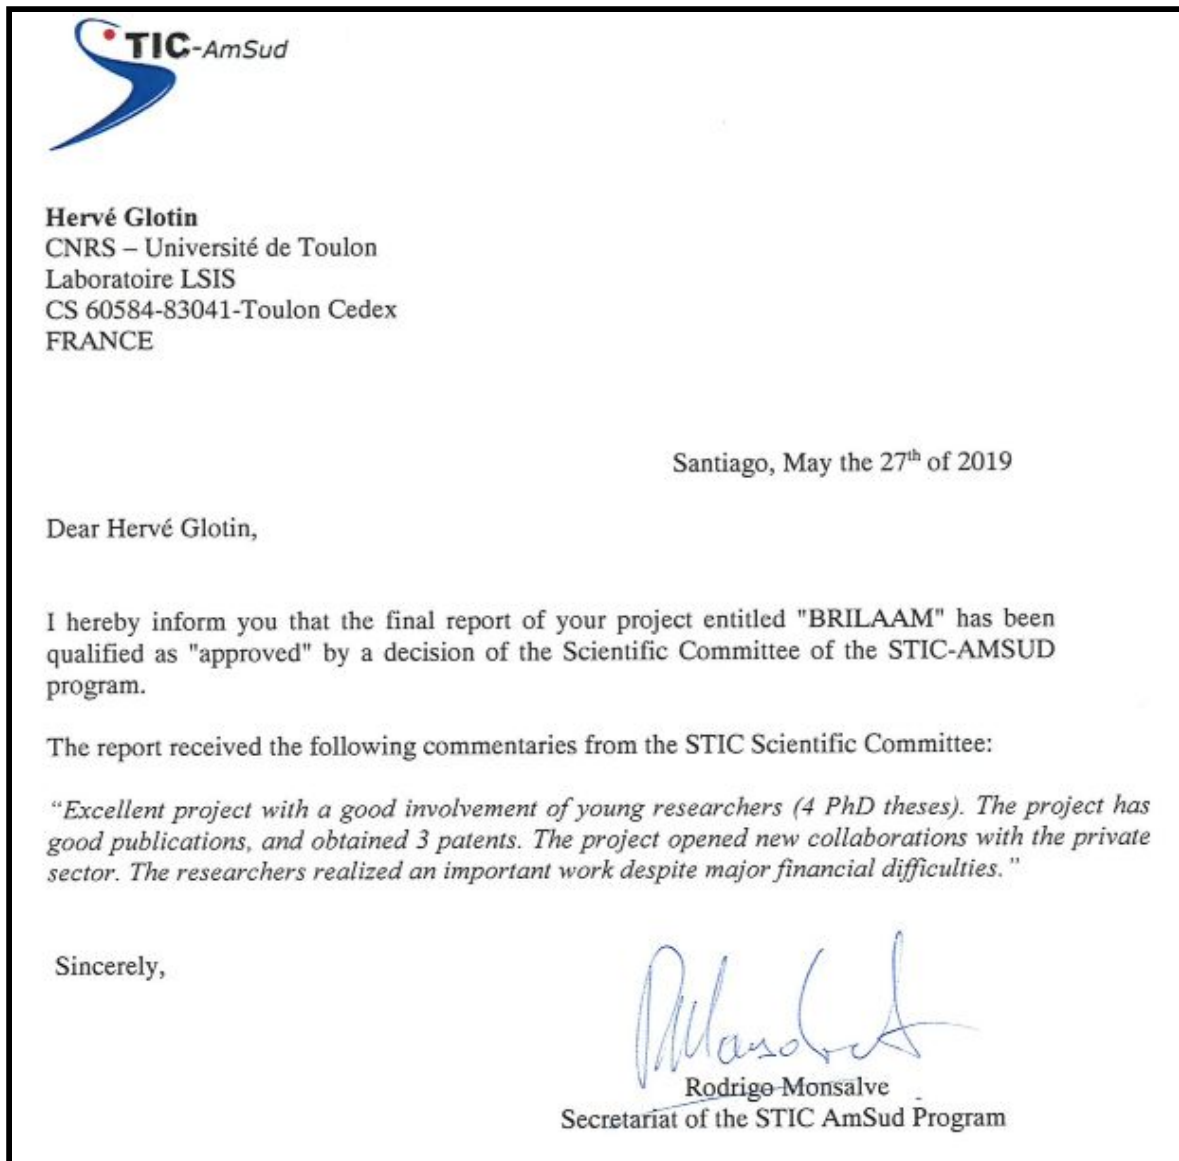 STIC-AmSud
Hervé Glotin
CNRS – Université de Toulon
Laboratoire LSIS
CS 60584-83041-Toulon Cedex
FRANCE
Santiago, May the 27th of 2019
Dear Hervé Glotin,
I hereby inform you that the final report of your project entitled "BRILAAM" has been
qualified as "approved" by a decision of the Scientific Committee of the STIC-AMSUD
program.
The report received the following commentaries from the STIC Scientific Committee:
“Excellent project with a good involvement of young researchers (4 PhD theses). The project has
good publications, and obtained 3 patents. The project opened new collaborations with the private
sector. The researchers realized an important work despite major financial difficulties.”
Sincerely,
Rodrigo Monsalve
Secretariat of the STIC AmSud Program